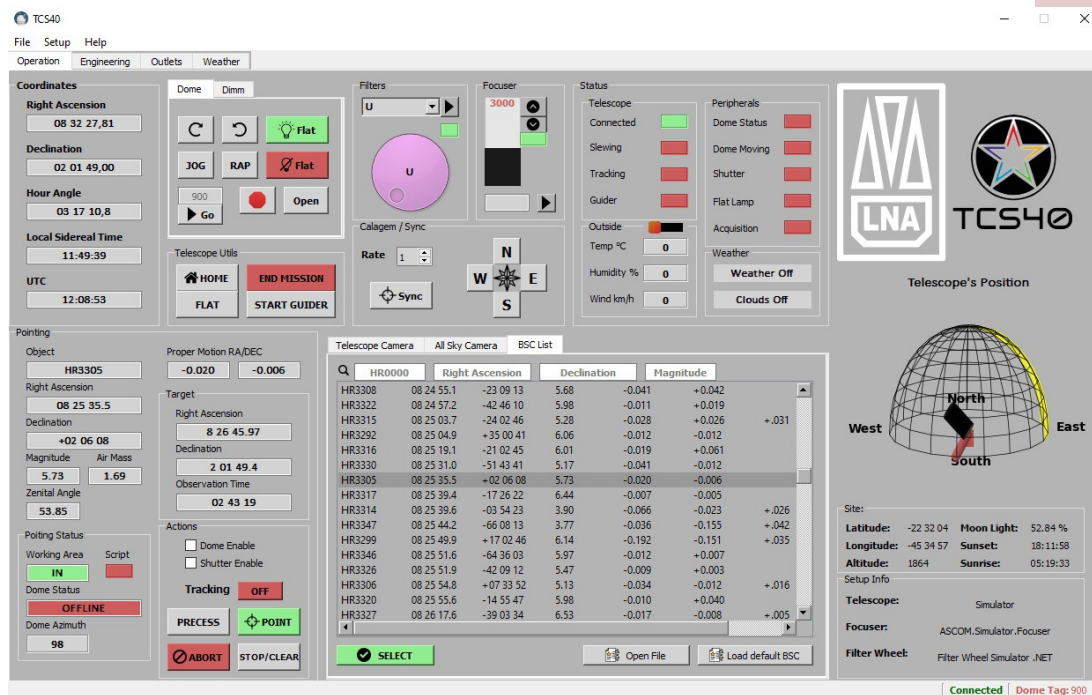 TCS40
File Setup Help
Operation Engineering Outlets Weather
Coordinates
Right Ascension
08 32 27,81
Declination
02 01 49,00
Hour Angle
03 17 10,8
Local Sidereal Time
11:49:39
UTC
12:08:53
Dome Dimm
Flat
JOG RAP Flat
900
Go
Open
Telescope Utils
HOME END MISSION
FLAT START GUIDER
Filters
U
U
Focuser
3000
Calagem / Sync
Rate 1
Sync
N
W E
S
Status
Telescope
Connected
Slewing
Tracking
Guider
Outside
Temp ºC 0
Humidity % 0
Wind km/h 0
Peripherals
Dome Status
Dome Moving
Shutter
Flat Lamp
Acquisition
Weather
Weather Off
Clouds Off
LNA
TCS40
Telescope's Position
North
West East
South
Pointing
Object
HR3305
Right Ascension
08 25 35.5
Declination
+02 06 08
Magnitude Air Mass
5.73 1.69
Zenital Angle
53.85
Poiting Status
Working Area Script
IN
Dome Status
OFFLINE
Dome Azimuth
98
Proper Motion RA/DEC
-0.020 -0.006
Target
Right Ascension
8 26 45.97
Declination
2 01 49.4
Observation Time
02 43 19
Actions
Dome Enable
Shutter Enable
Tracking OFF
PRECESS POINT
ABORT STOP/CLEAR
Telescope Camera All Sky Camera BSC List
HR0000 Right Ascension Declination Magnitude
HR3308 08 24 55.1 -23 09 13 5.68 -0.041 +0.042
HR3322 08 24 57.2 -42 46 10 5.98 -0.011 +0.019
HR3315 08 25 03.7 -24 02 46 5.28 -0.028 +0.026 +.031
HR3292 08 25 04.9 +35 00 41 6.06 -0.012 -0.012
HR3316 08 25 19.1 -21 02 45 6.01 -0.019 +0.061
HR3330 08 25 31.0 -51 43 41 5.17 -0.041 -0.012
HR3305 08 25 35.5 +02 06 08 5.73 -0.020 -0.006
HR3317 08 25 39.4 -17 26 22 6.44 -0.007 -0.005
HR3314 08 25 39.6 -03 54 23 3.90 -0.066 -0.023 +.026
HR3347 08 25 44.2 -66 08 13 3.77 -0.036 -0.155 +.042
HR3299 08 25 49.9 +17 02 46 6.14 -0.192 -0.151 +.035
HR3346 08 25 51.6 -64 36 03 5.97 -0.012 +0.007
HR3326 08 25 51.9 -42 09 12 5.47 -0.009 +0.003
HR3306 08 25 54.8 +07 33 52 5.13 -0.034 -0.012 +.016
HR3320 08 25 55.6 -14 55 47 5.98 -0.010 +0.040
HR3327 08 26 17.6 -39 03 34 6.53 -0.017 -0.008 +.005
SELECT Open File Load default BSC
Site:
Latitude: -22 32 04 Moon Light: 52.84 %
Longitude: -45 34 57 Sunset: 18:11:58
Altitude: 1864 Sunrise: 05:19:33
Setup Info
Telescope: Simulator
Focuser: ASCOM.Simulator.Focuser
Filter Wheel: Filter Wheel Simulator .NET
Connected Dome Tag: 900